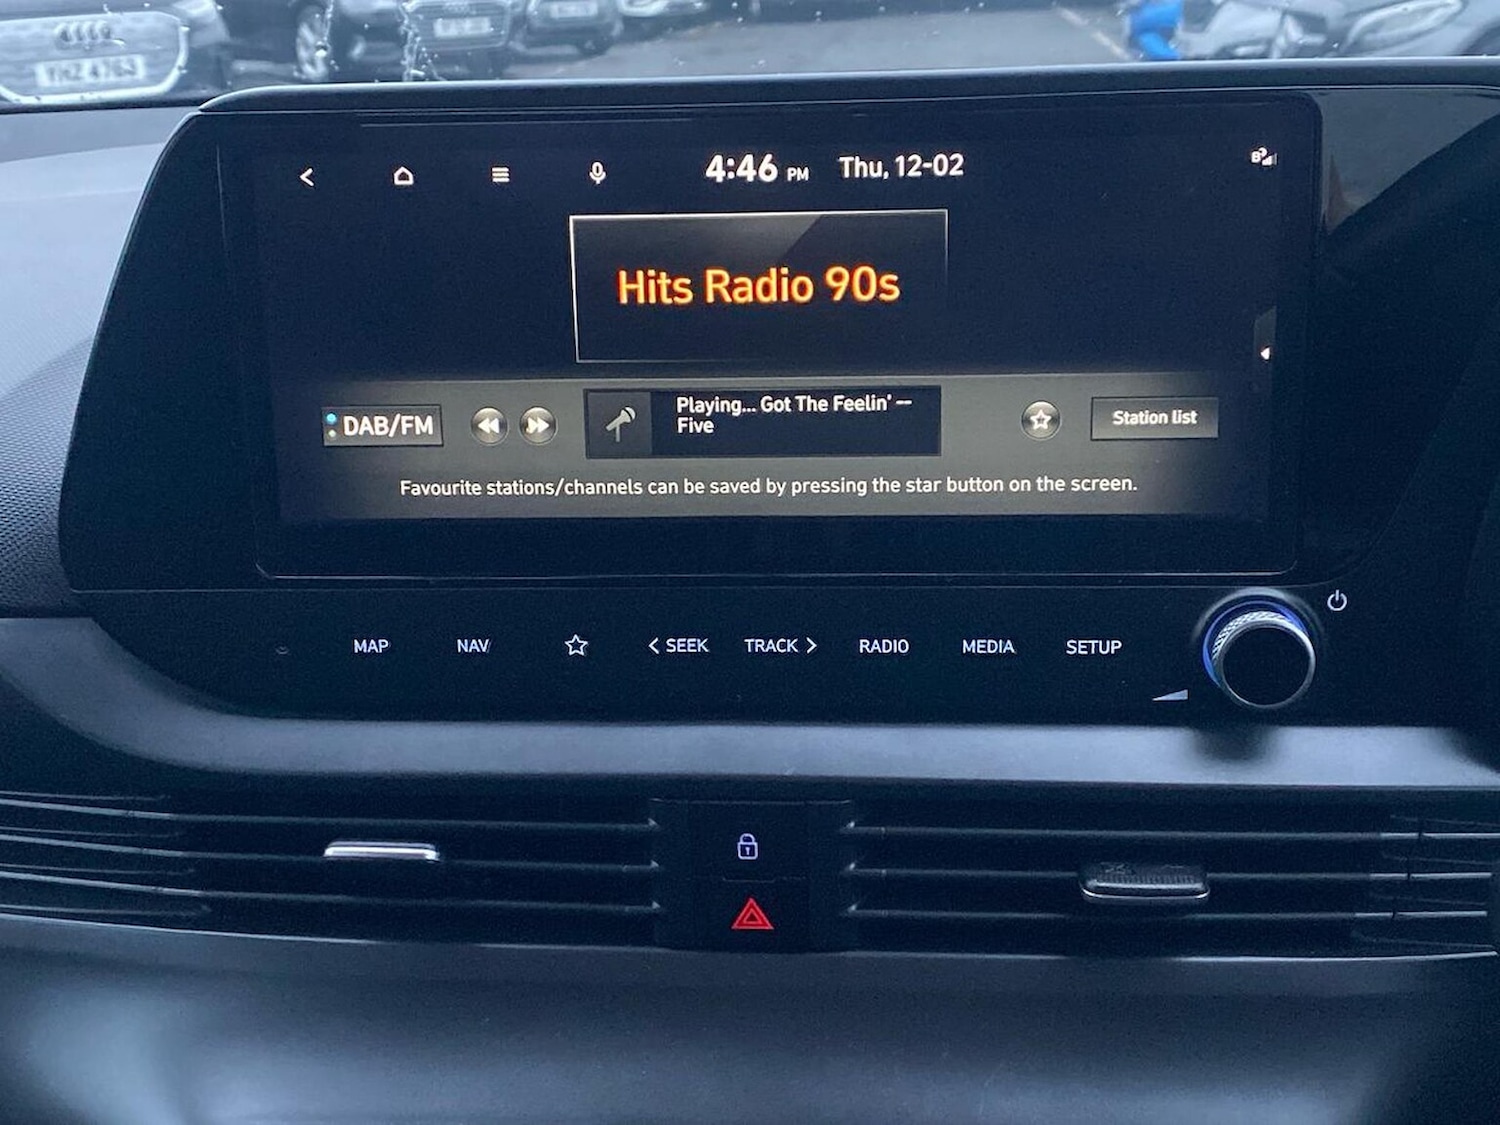 4:46 PM Thu, 12-02
Hits Radio 90s
DAB/FM
Playing... Got The Feelin' --
Five
Station list
Favourite stations/channels can be saved by pressing the star button on the screen.
MAP NAV SEEK TRACK RADIO MEDIA SETUP